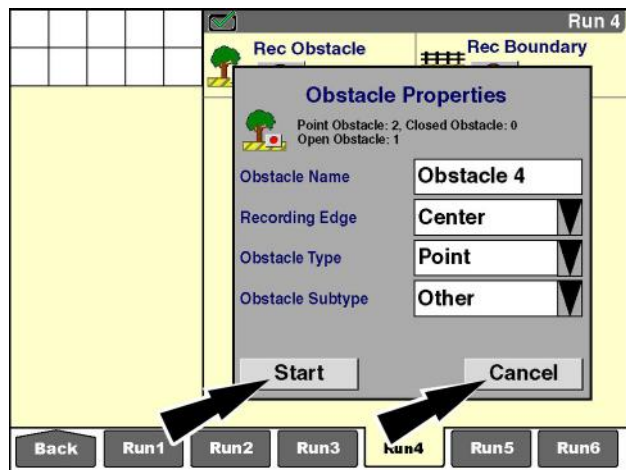 Run 4
Rec Obstacle
Rec Boundary
Obstacle Properties
Point Obstacle: 2, Closed Obstacle: 0
Open Obstacle: 1
Obstacle Name Obstacle 4
Recording Edge Center
Obstacle Type Point
Obstacle Subtype Other
Start Cancel
Back Run1 Run2 Run3 Run4 Run5 Run6